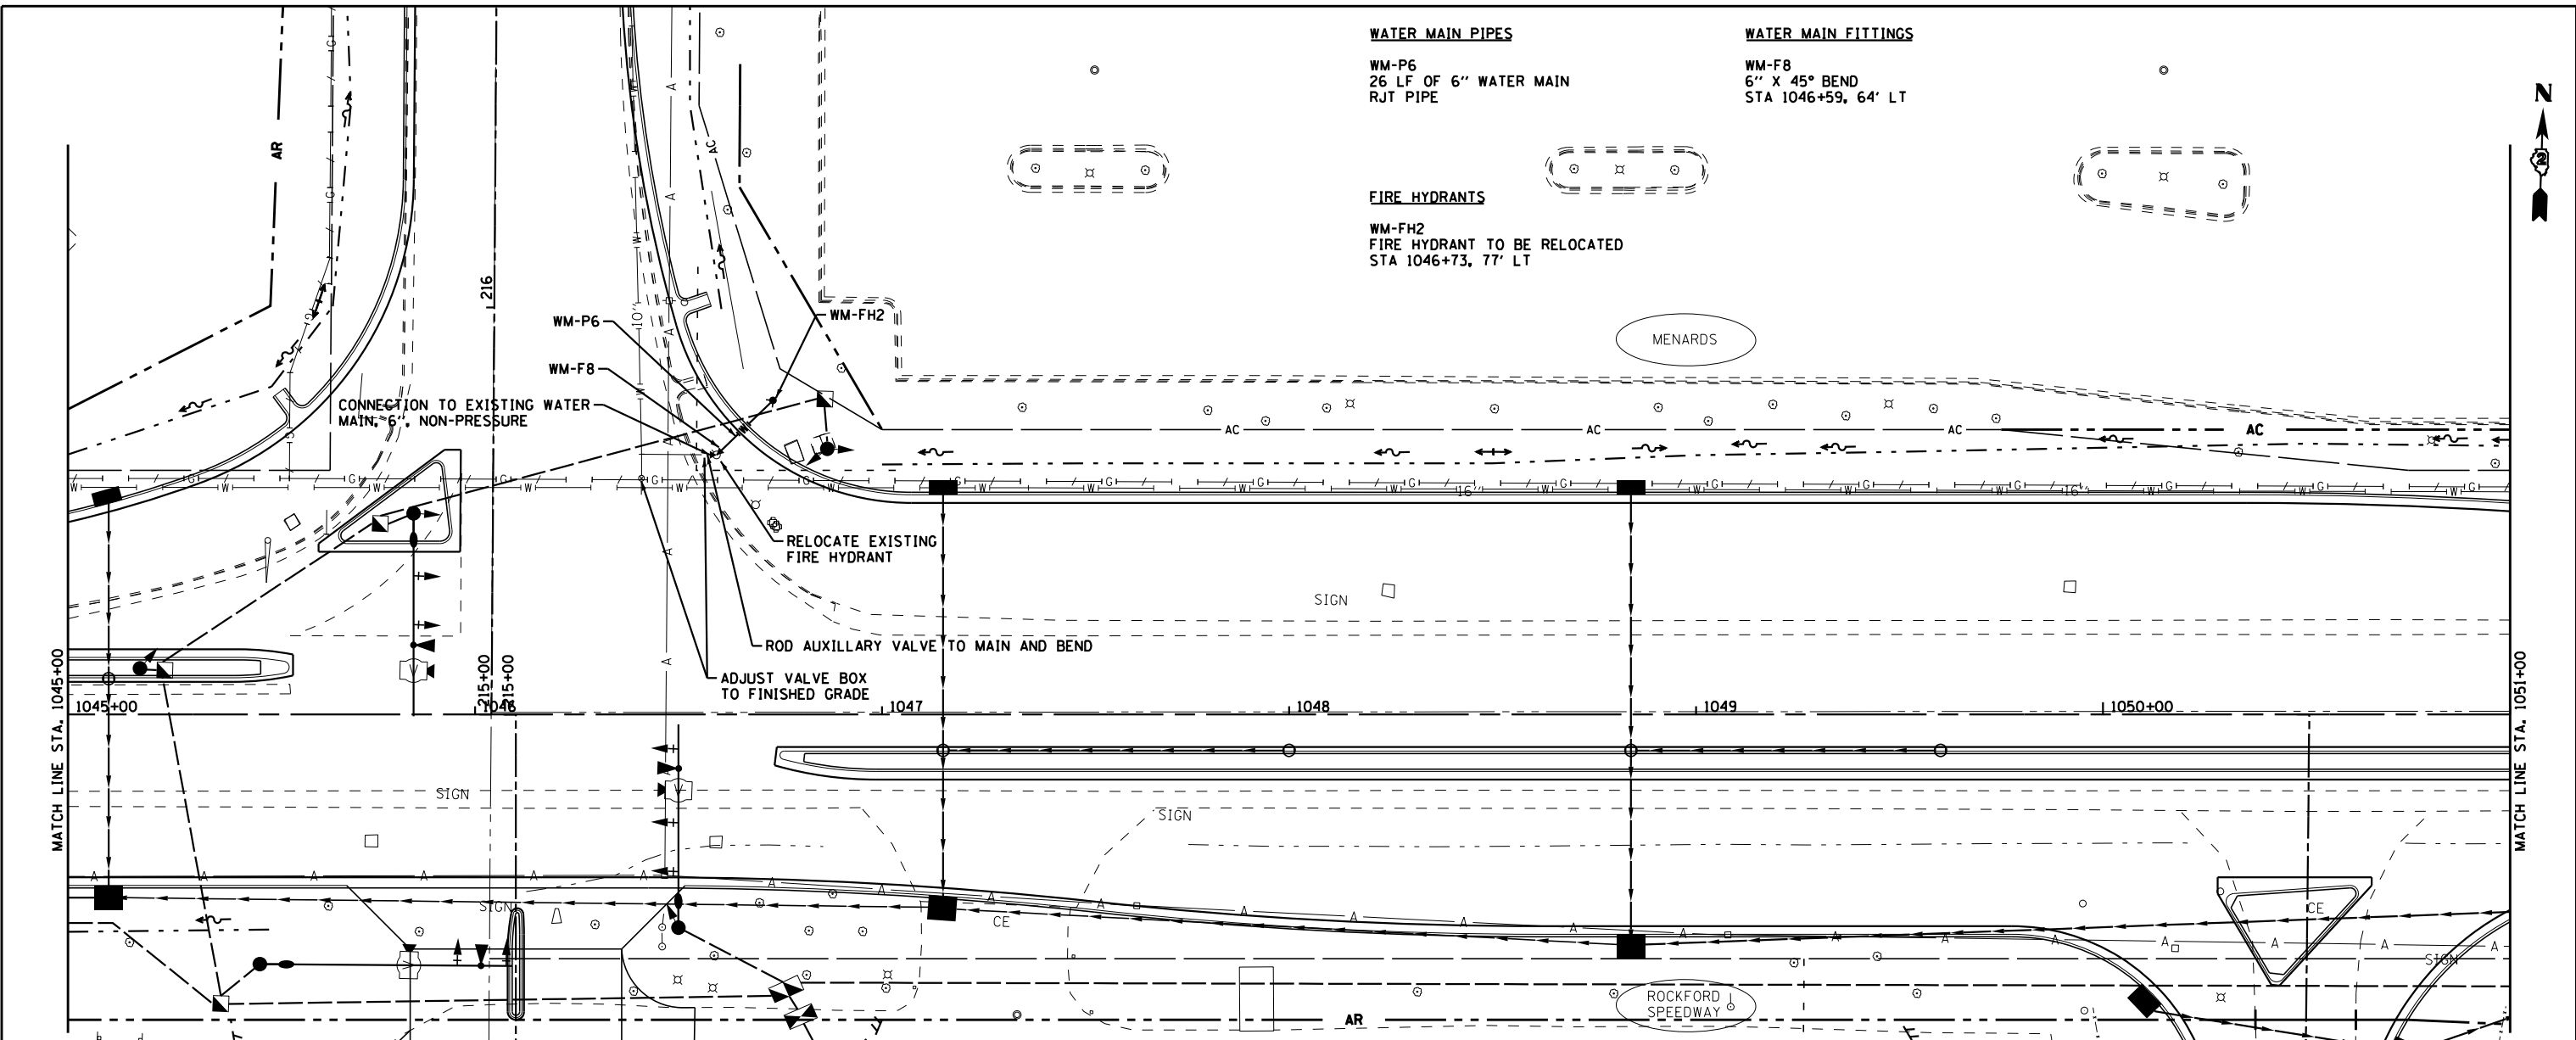 WATER MAIN PIPES
WM-P6
26 LF OF 6'' WATER MAIN
RJT PIPE
WATER MAIN FITTINGS
WM-F8
6'' X 45° BEND
STA 1046+59, 64' LT
N
2
FIRE HYDRANTS
WM-FH2
FIRE HYDRANT TO BE RELOCATED
STA 1046+73, 77' LT
AR
AC
216
10''
WM-P6
WM-FH2
WM-F8
MENARDS
CONNECTION TO EXISTING WATER
MAIN, 6'', NON-PRESSURE
AC
AC
AC
AC
G
G
G
G
G
G
G
G
G
W
W
W
W
W
W
W
W
16''
16''
RELOCATE EXISTING
FIRE HYDRANT
SIGN
ROD AUXILLARY VALVE TO MAIN AND BEND
ADJUST VALVE BOX
TO FINISHED GRADE
MATCH LINE STA. 1045+00
MATCH LINE STA. 1051+00
215+00
215+00
1045+00
1046
1047
1048
1049
1050+00
SIGN
SIGN
A
A
A
A
A
A
A
A
A
A
SIGN
CE
CE
SIGN
ROCKFORD
SPEEDWAY
AR